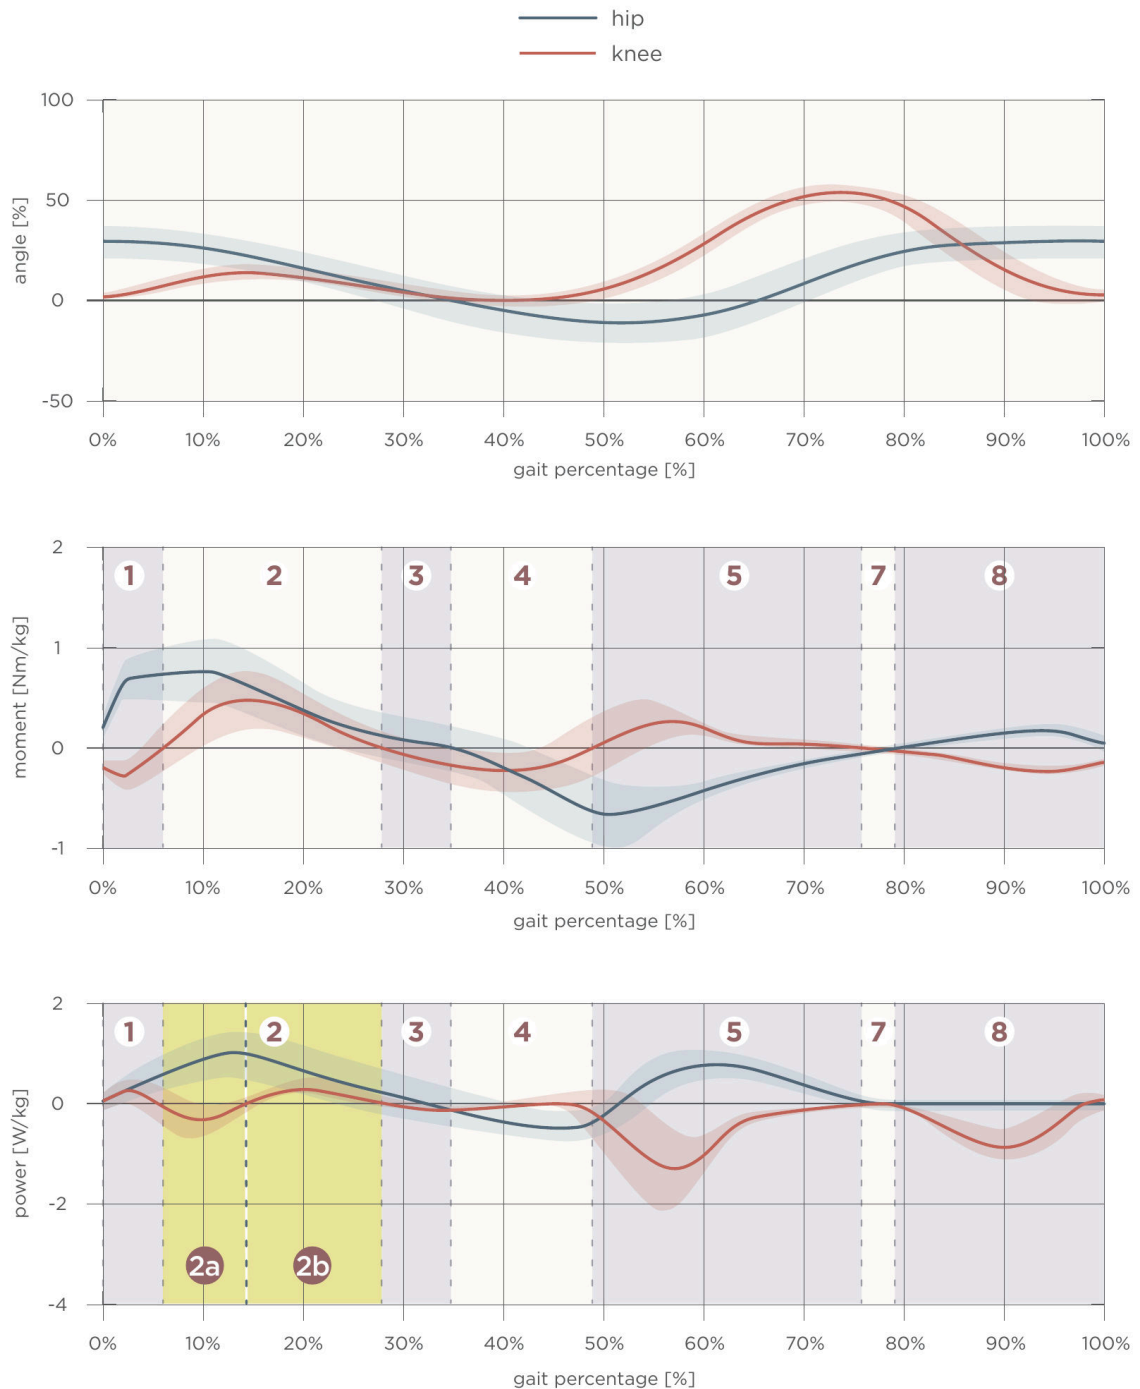 hip
knee
100
50
0
-50
angle [%]
0% 10% 20% 30% 40% 50% 60% 70% 80% 90% 100%
gait percentage [%]
2
1
0
-1
moment [Nm/kg]
1 2 3 4 5 7 8
0% 10% 20% 30% 40% 50% 60% 70% 80% 90% 100%
gait percentage [%]
2
0
-2
-4
power [W/kg]
1 2 3 4 5 7 8
2a 2b
0% 10% 20% 30% 40% 50% 60% 70% 80% 90% 100%
gait percentage [%]